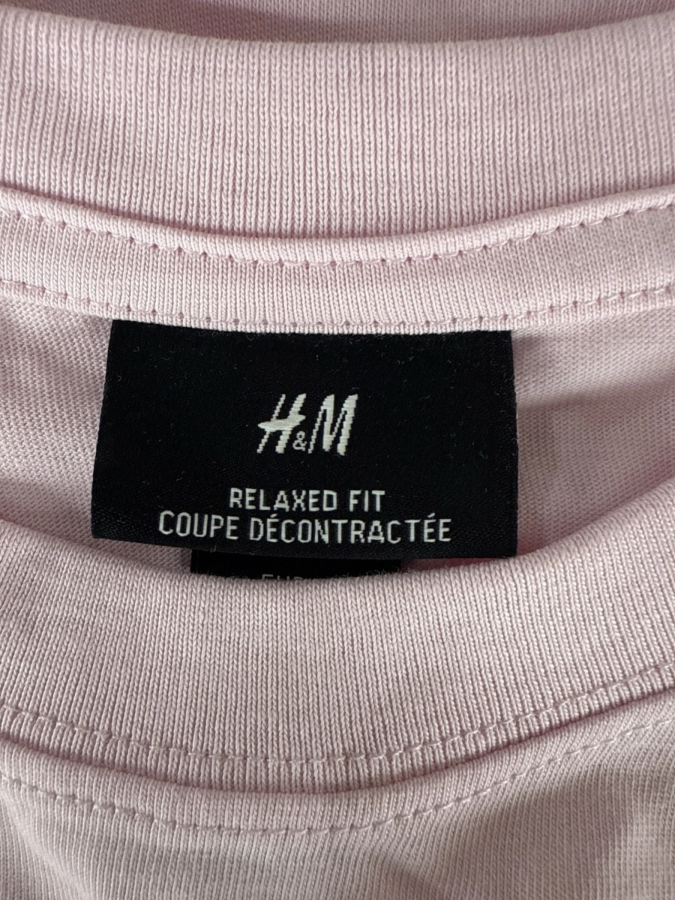 H&M
RELAXED FIT
COUPE DÉCONTRACTÉE